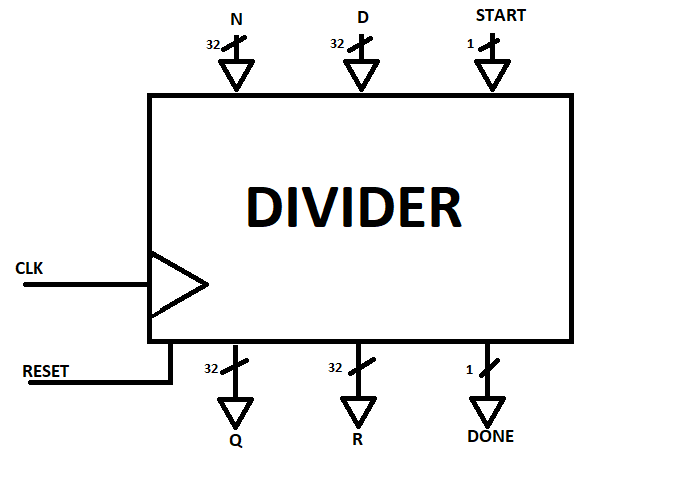 N D START
32 32 1
DIVIDER
CLK
RESET
32 32 1
Q R DONE